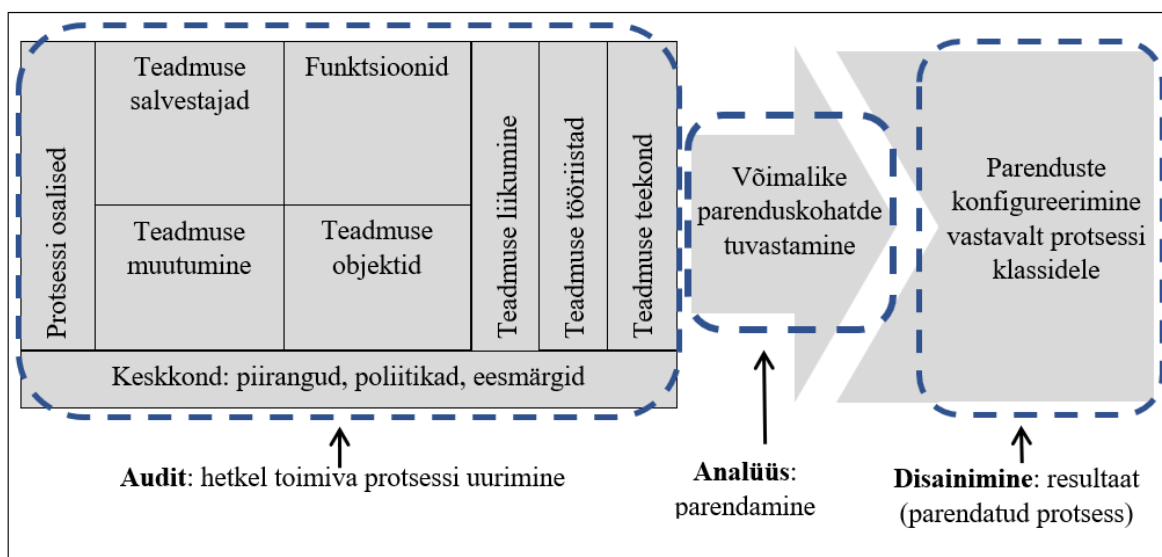 Protsessi osalised
Teadmuse
salvestajad
Funktsioonid
Teadmuse
muutumine
Teadmuse
objektid
Teadmuse liikumine
Teadmuse tööriistad
Teadmuse teekond
Keskkond: piirangud, poliitikad, eesmärgid
Võimalike
parenduskohatde
tuvastamine
Parenduste
konfigureerimine
vastavalt protsessi
klassidele
Audit: hetkel toimiva protsessi uurimine
Analüüs:
parendamine
Disainimine: resultaat
(parendatud protsess)